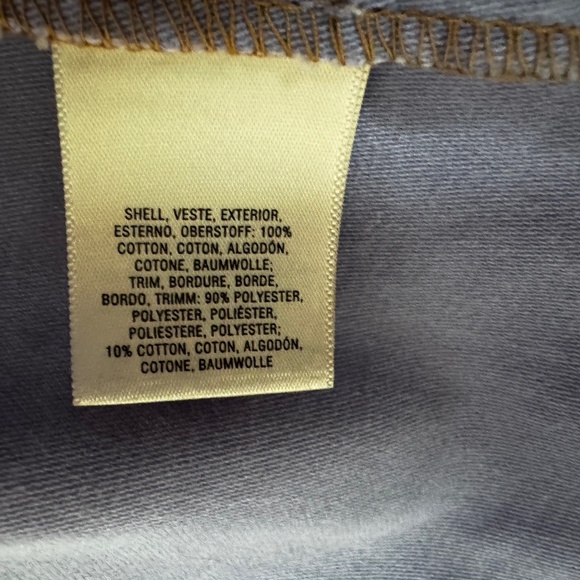 SHELL, VESTE, EXTERIOR,
ESTERNO, OBERSTOFF: 100%
COTTON, COTON, ALGODÓN,
COTONE, BAUMWOLLE;
TRIM, BORDURE, BORDE,
BORDO, TRIMM: 90% POLYESTER,
POLYESTER, POLIÉSTER,
POLIESTERE, POLYESTER;
10% COTTON, COTON, ALGODÓN,
COTONE, BAUMWOLLE